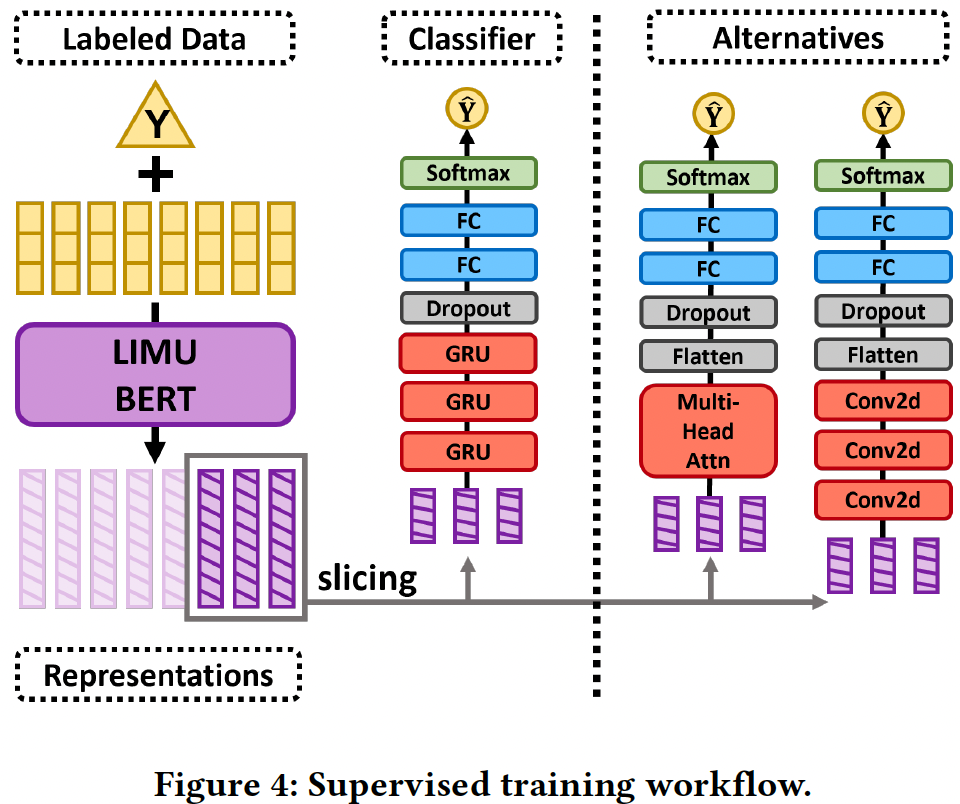 Labeled Data
Y
+
LIMU
BERT
slicing
Representations
Classifier
Ŷ
Softmax
FC
FC
Dropout
GRU
GRU
GRU
Alternatives
Ŷ
Softmax
FC
FC
Dropout
Flatten
Multi-
Head
Attn
Ŷ
Softmax
FC
FC
Dropout
Flatten
Conv2d
Conv2d
Conv2d
Figure 4: Supervised training workflow.